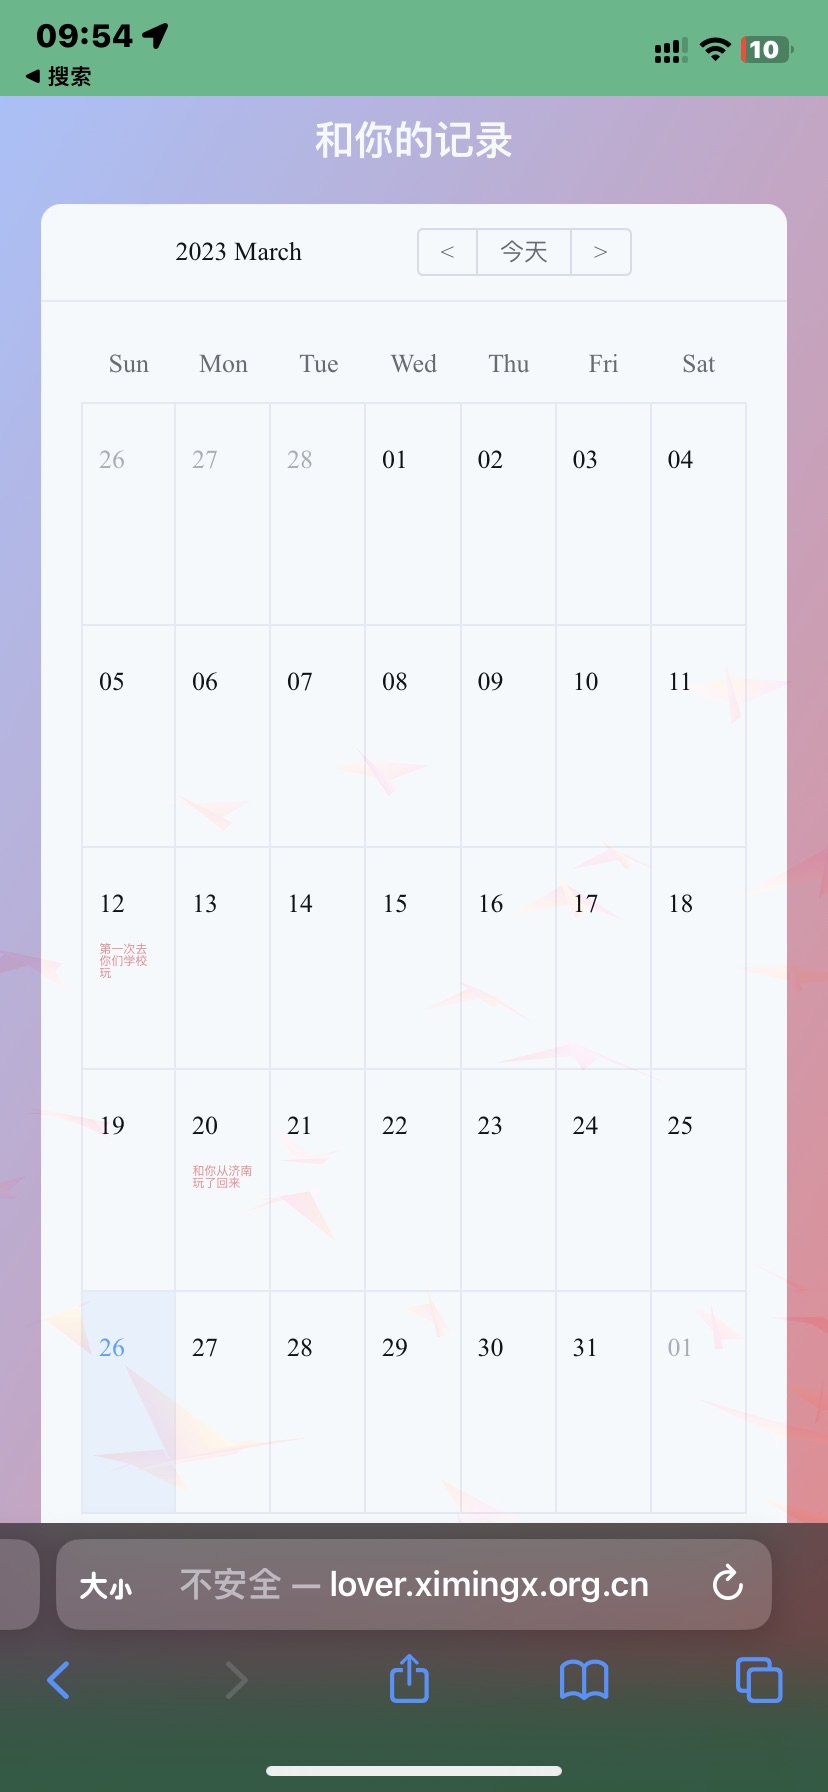 09:54
10
搜索
和你的记录
2023 March
< 今天 >
Sun Mon Tue Wed Thu Fri Sat
26 27 28 01 02 03 04
05 06 07 08 09 10 11
12 13 14 15 16 17 18
第一次去
你们学校
玩
19 20 21 22 23 24 25
和你从济南
玩了回来
26 27 28 29 30 31 01
大小 不安全 — lover.ximingx.org.cn